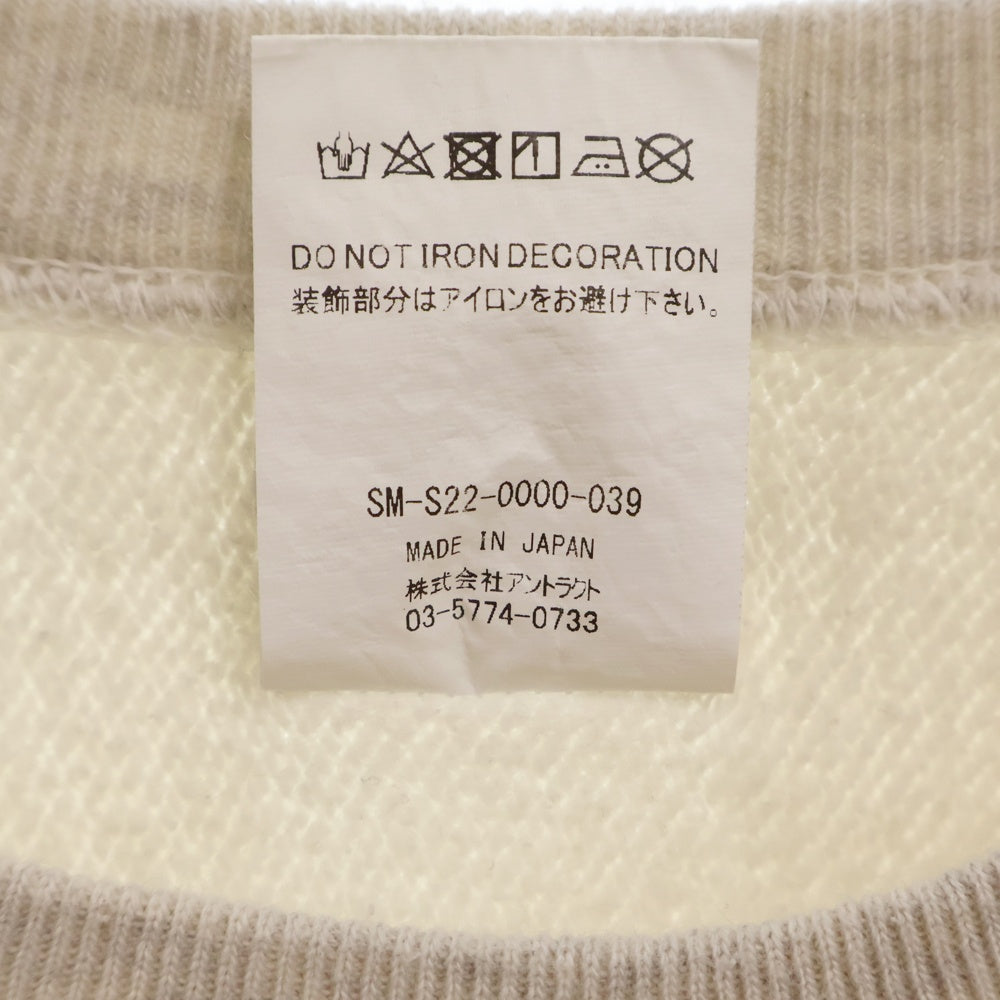 DO NOT IRON DECORATION
装飾部分はアイロンをお避け下さい。
SM-S22-0000-039
MADE IN JAPAN
株式会社アントラクト
03-5774-0733